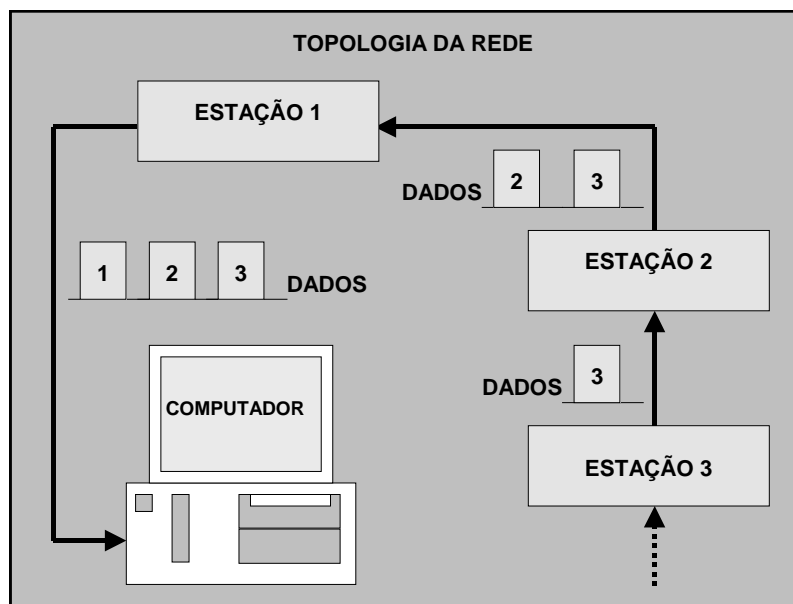 TOPOLOGIA DA REDE
ESTAÇÃO 1
DADOS 2 3
ESTAÇÃO 2
1 2 3 DADOS
DADOS 3
COMPUTADOR
ESTAÇÃO 3